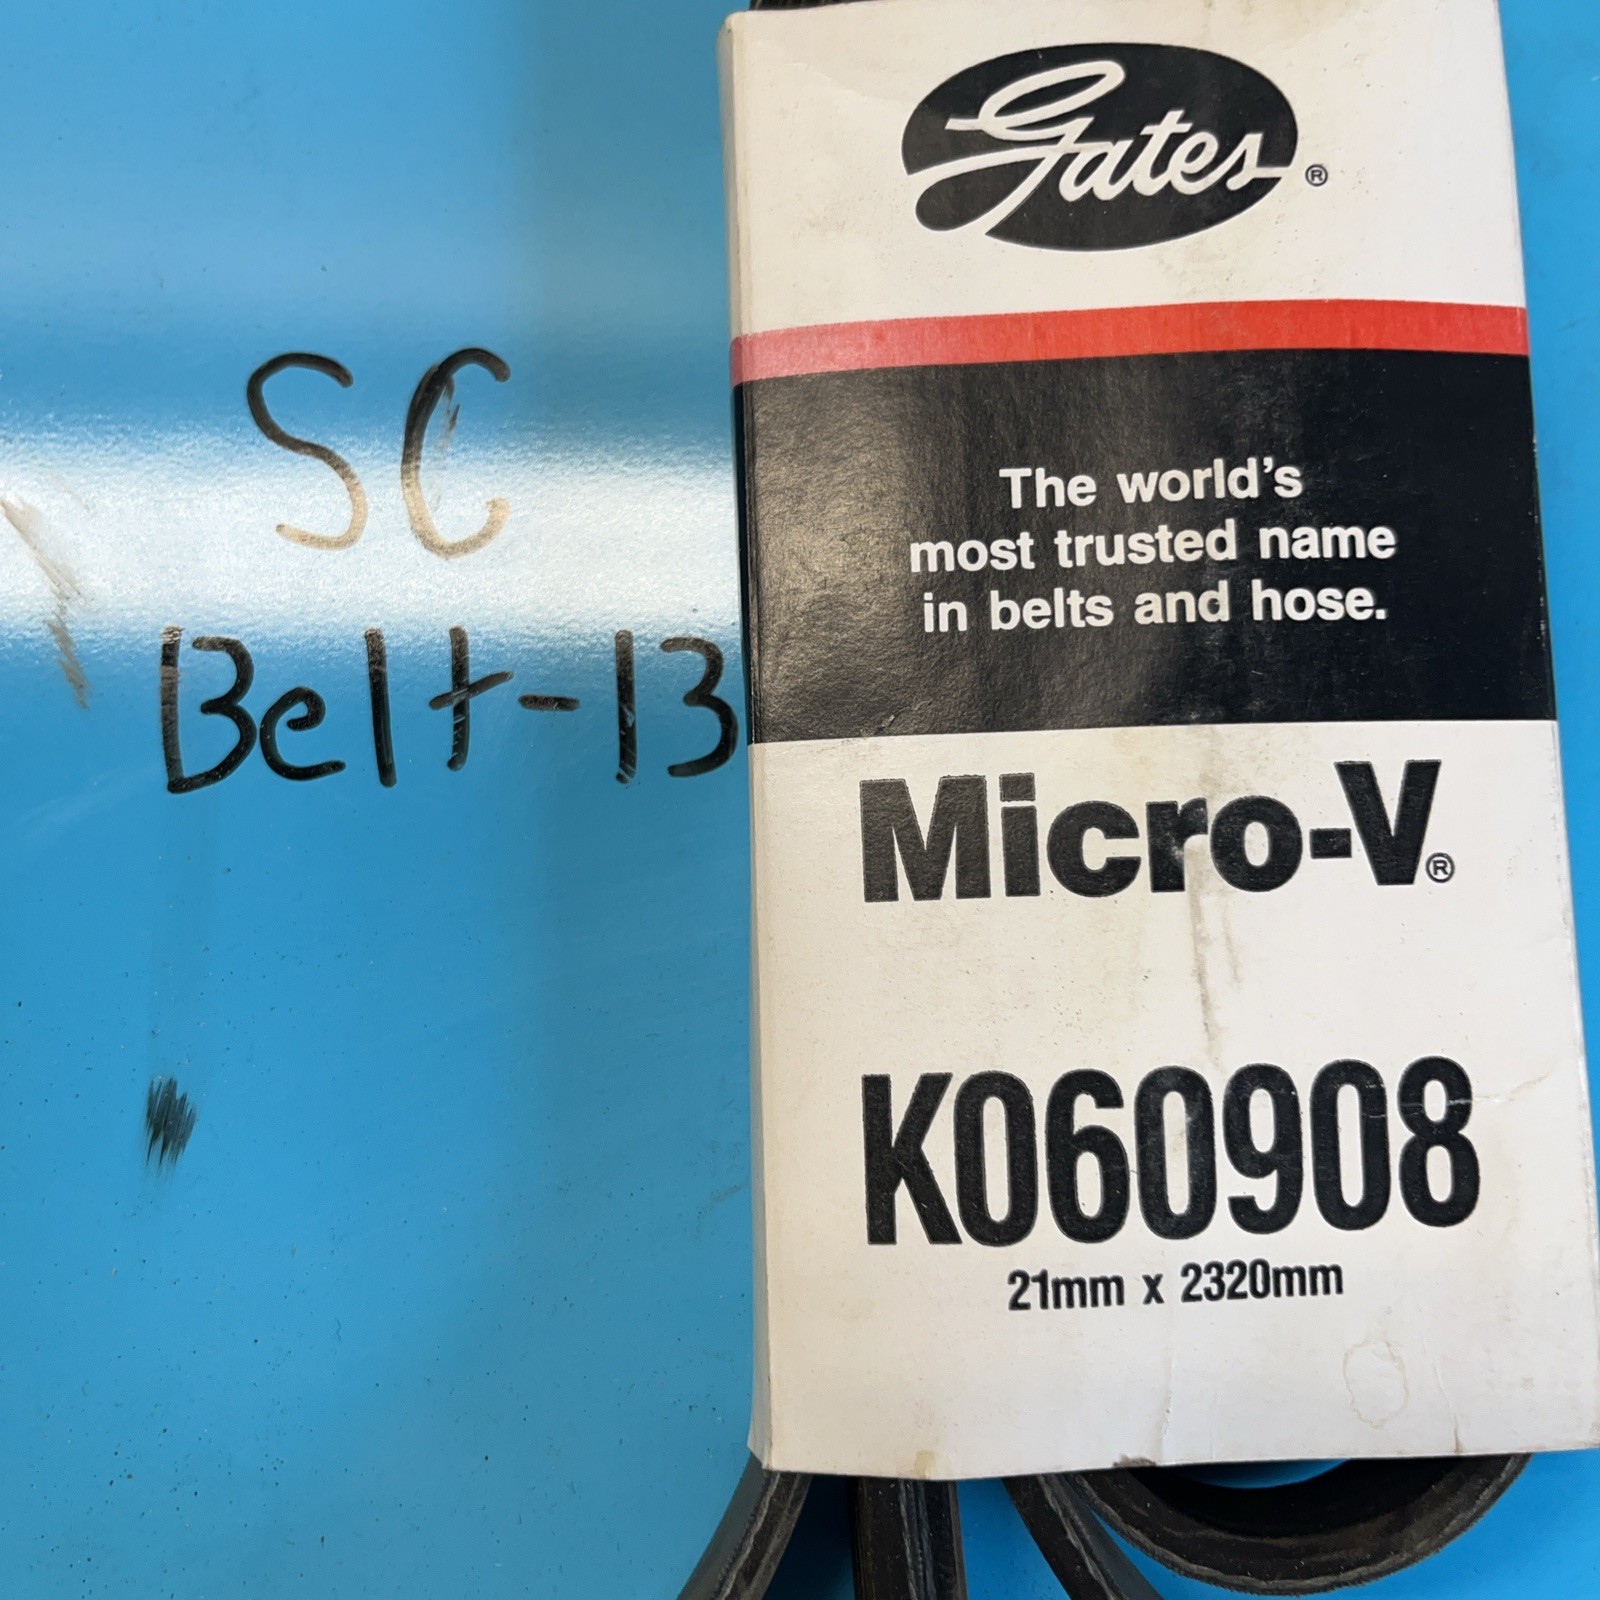 SC
Belt-13
Gates®
The world's
most trusted name
in belts and hose.
Micro-V®
K060908
21mm x 2320mm